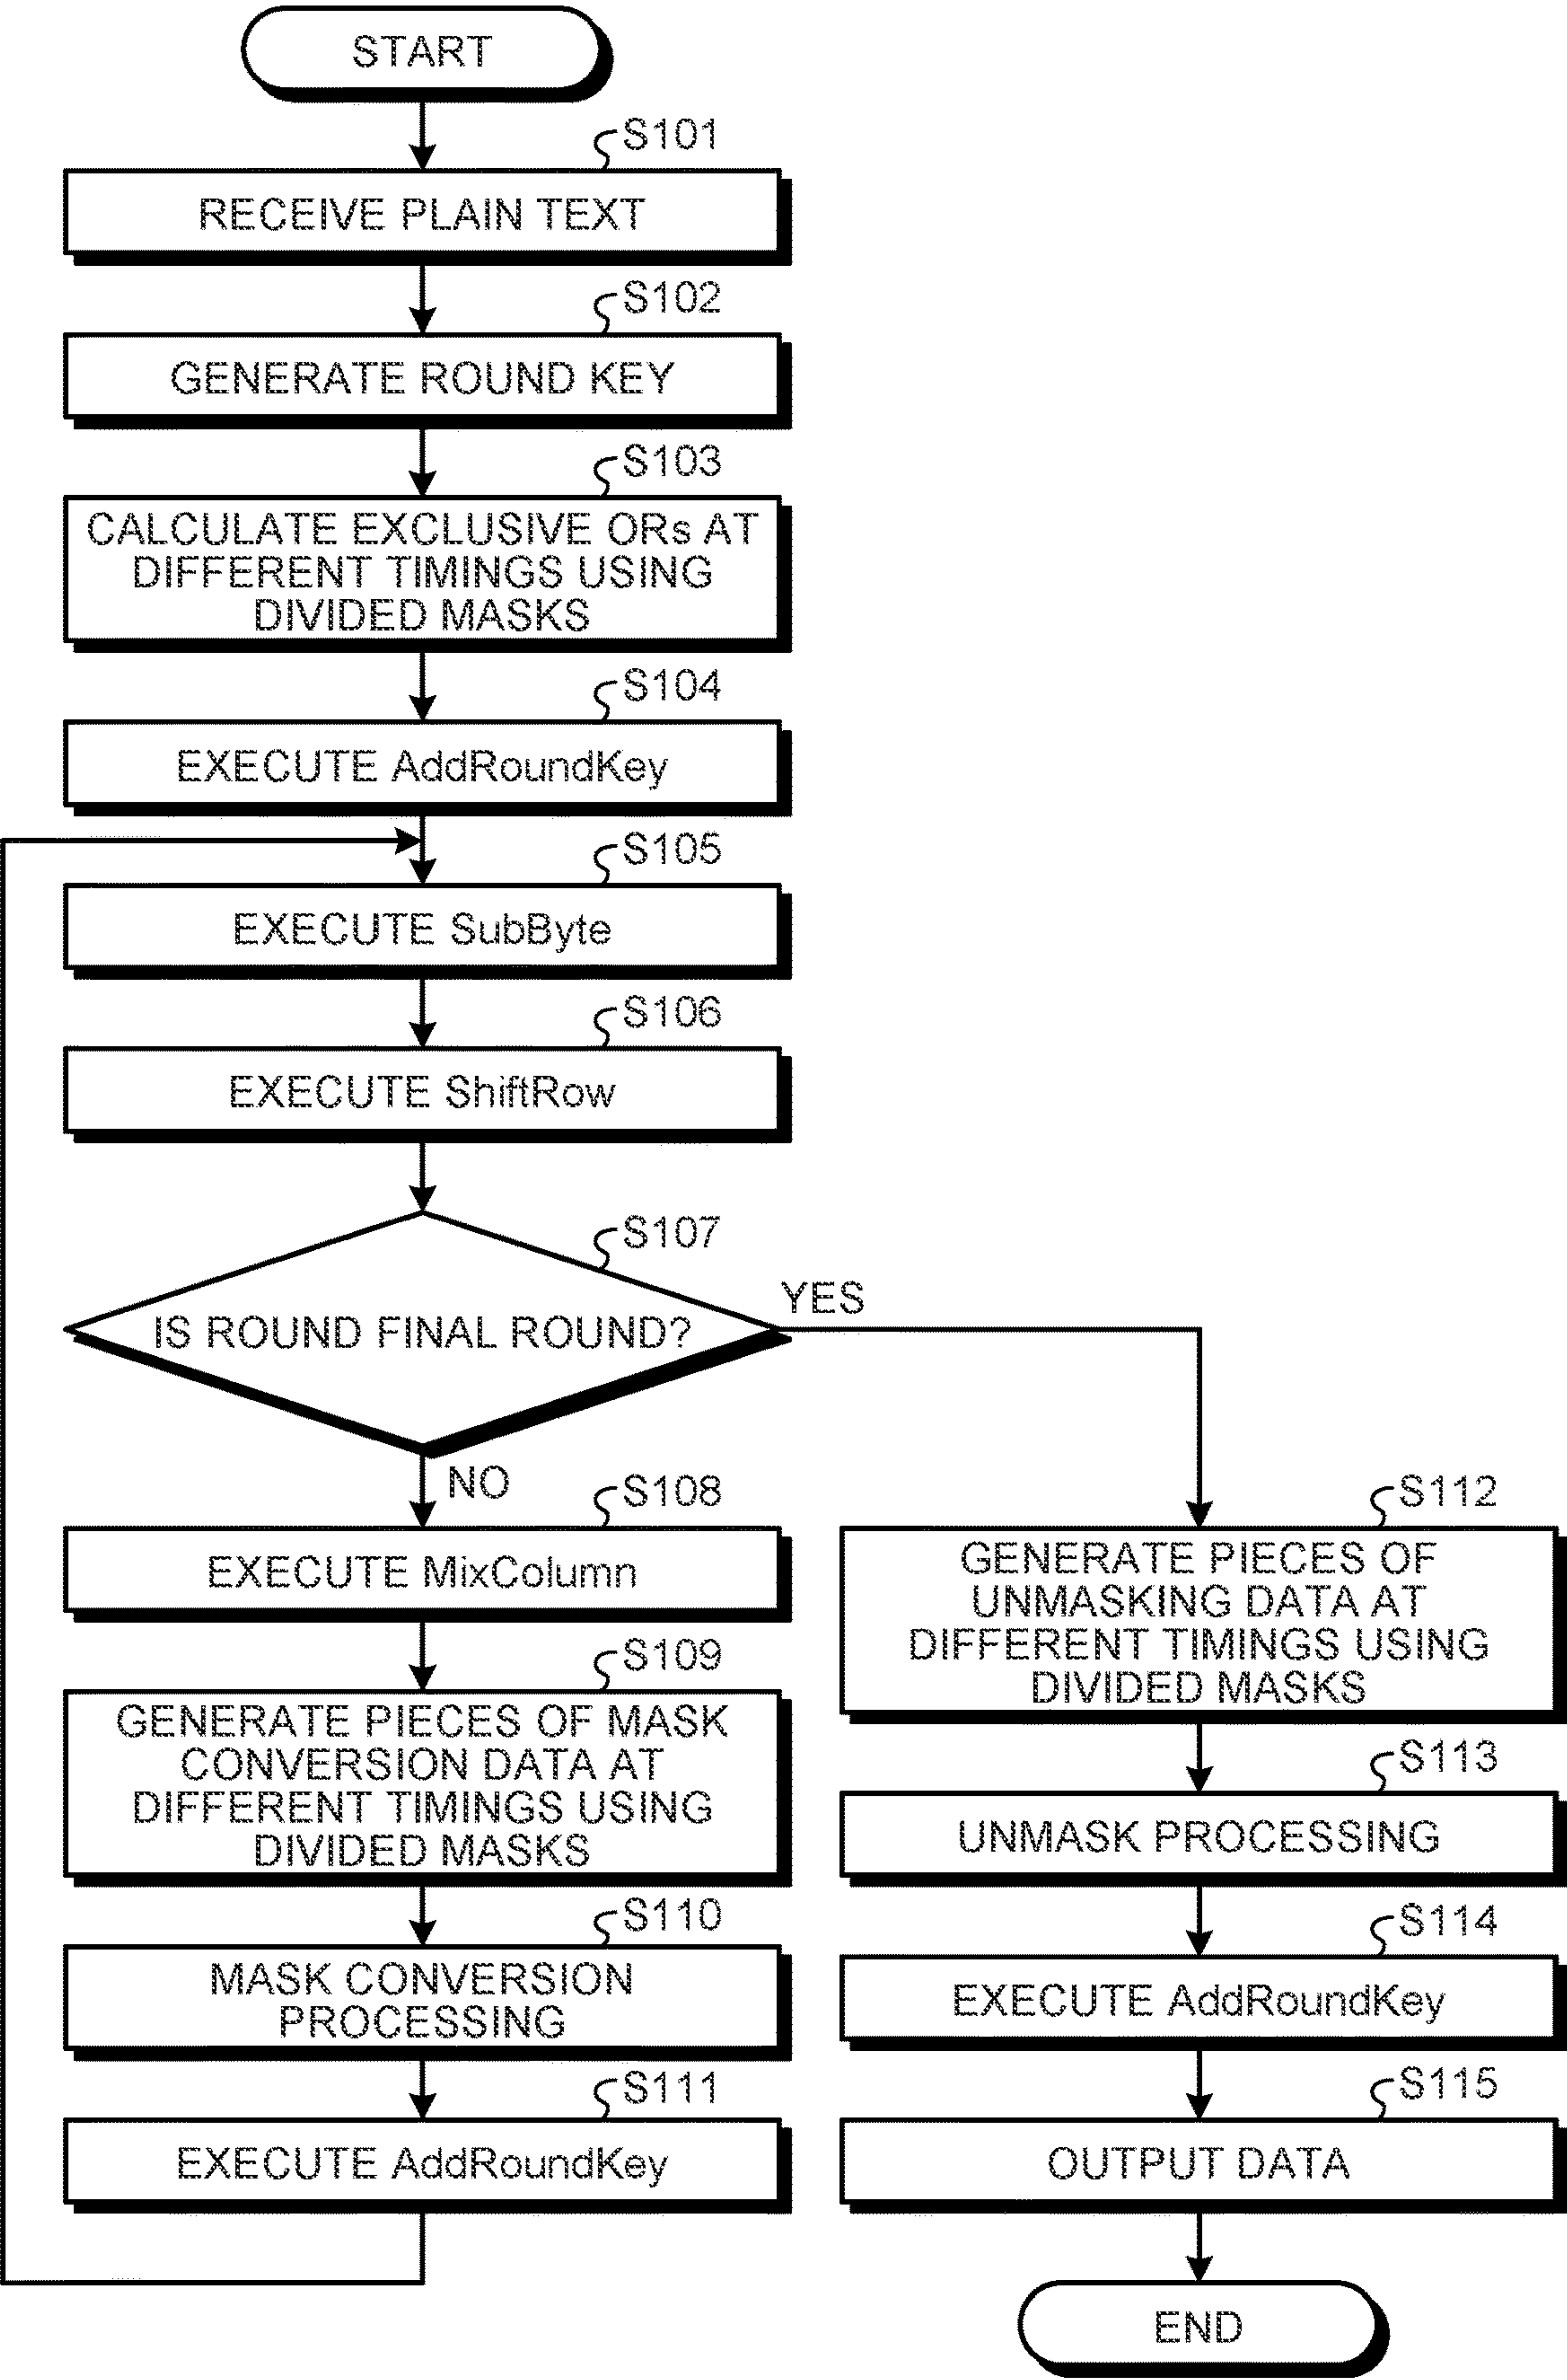 START
S101
RECEIVE PLAIN TEXT
S102
GENERATE ROUND KEY
S103
CALCULATE EXCLUSIVE ORs AT
DIFFERENT TIMINGS USING
DIVIDED MASKS
S104
EXECUTE AddRoundKey
S105
EXECUTE SubByte
S106
EXECUTE ShiftRow
S107
IS ROUND FINAL ROUND?
YES
NO
S108
EXECUTE MixColumn
S109
GENERATE PIECES OF MASK
CONVERSION DATA AT
DIFFERENT TIMINGS USING
DIVIDED MASKS
S110
MASK CONVERSION
PROCESSING
S111
EXECUTE AddRoundKey
S112
GENERATE PIECES OF
UNMASKING DATA AT
DIFFERENT TIMINGS USING
DIVIDED MASKS
S113
UNMASK PROCESSING
S114
EXECUTE AddRoundKey
S115
OUTPUT DATA
END